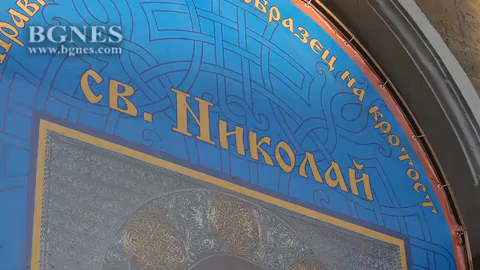 BGNES
www.bgnes.com
образец на кротост
св. Николай